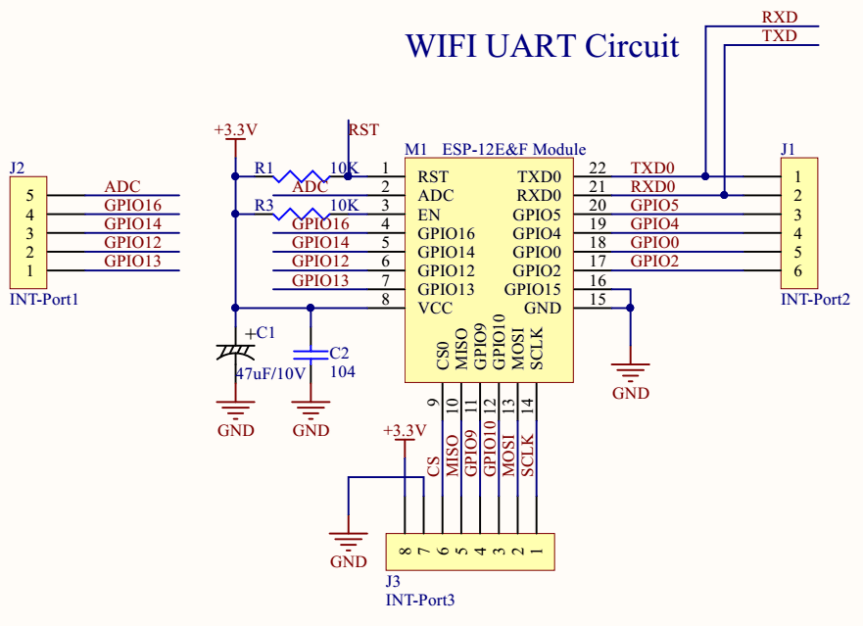 RXD
WIFI UART Circuit
TXD
+3.3V
RST
J2
R1
10K
M1 ESP-12E&F Module
J1
1
RST
TXD0
22
TXD0
1
5
ADC
ADC
2
ADC
RXD0
21
RXD0
2
4
GPIO16
R3
10K
3
EN
GPIO5
20
GPIO5
3
3
GPIO14
GPIO16
4
GPIO16
GPIO4
19
GPIO4
4
2
GPIO12
GPIO14
5
GPIO14
GPIO0
18
GPIO0
5
1
GPIO13
GPIO12
6
GPIO12
GPIO2
17
GPIO2
6
GPIO13
7
GPIO13
GPIO15
16
INT-Port1
8
VCC
GND
15
INT-Port2
+C1
C2
47uF/10V
104
CS0
MISO
GPIO9
GPIO10
MOSI
SCLK
GND
GND
GND
9
10
11
12
13
14
+3.3V
CS
MISO
GPIO9
GPIO10
MOSI
SCLK
GND
8
7
6
5
4
3
2
1
J3
INT-Port3